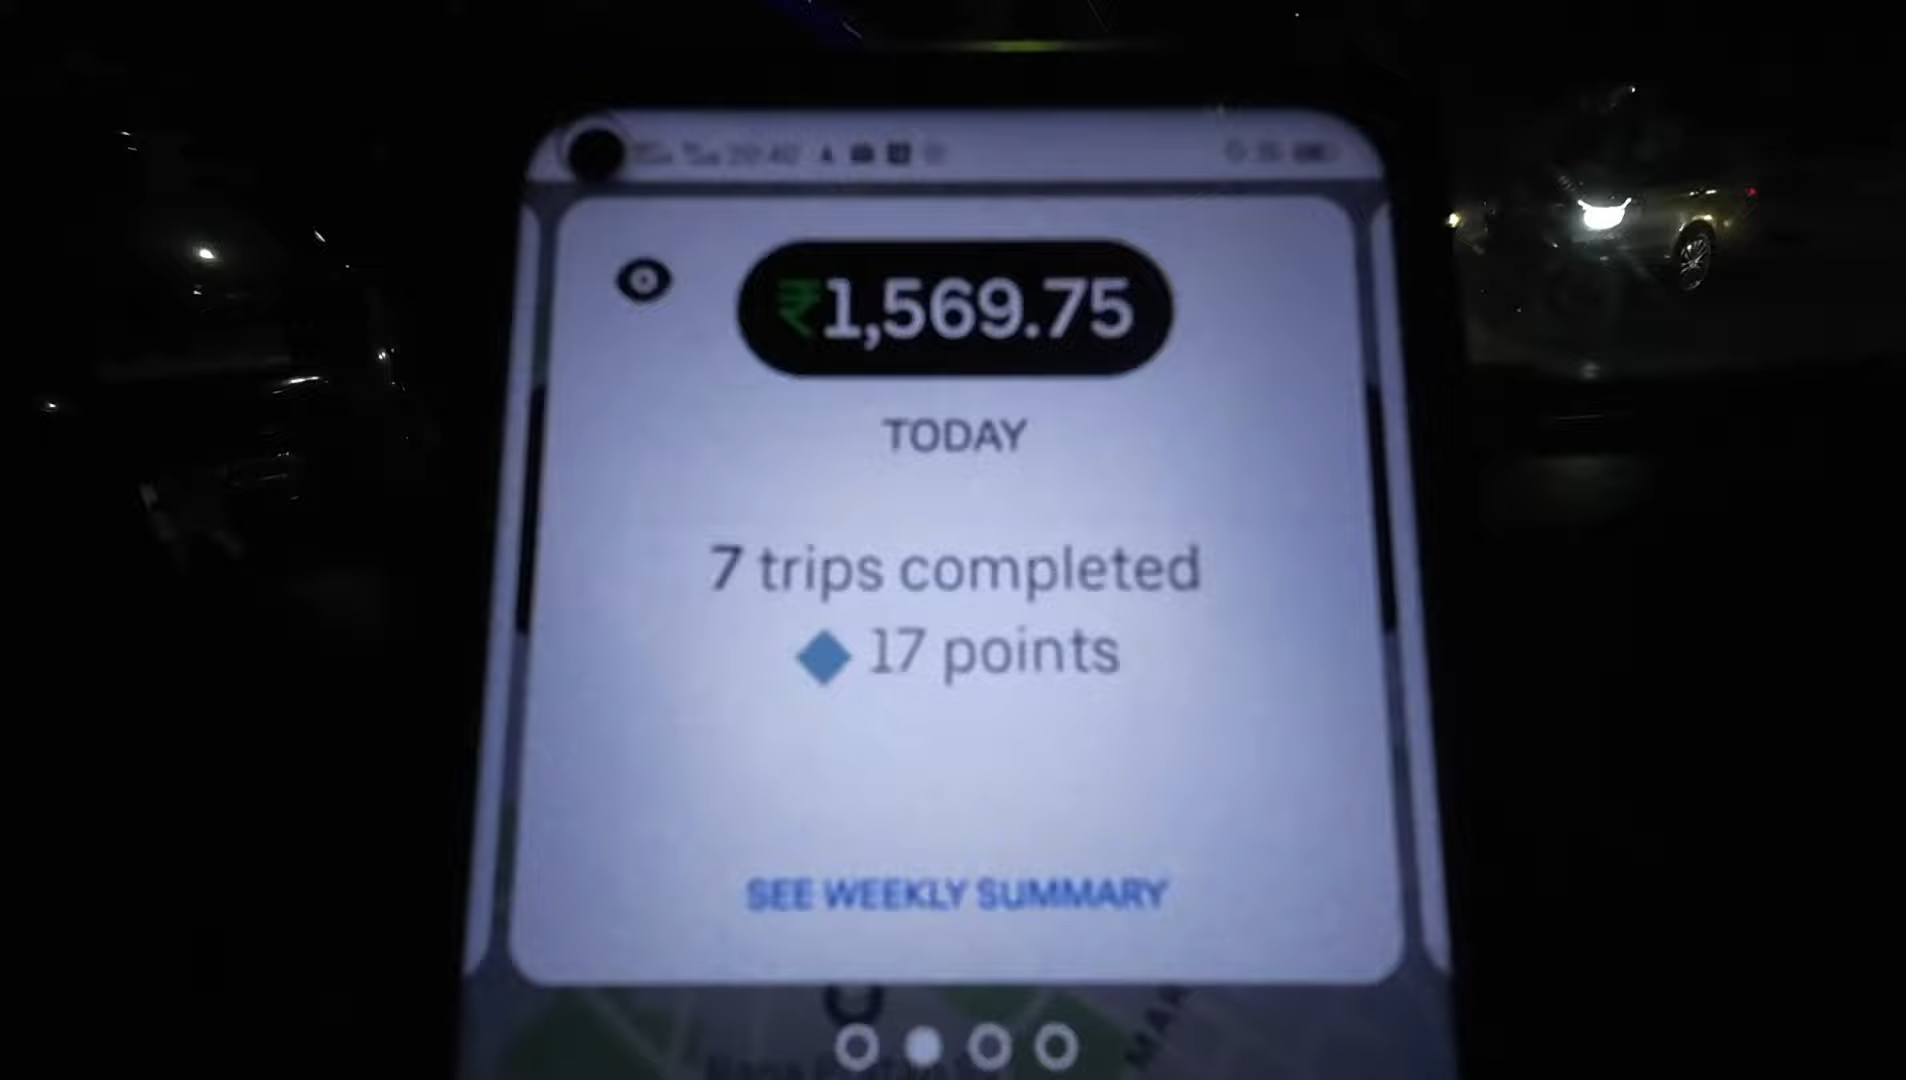 ₹1,569.75
TODAY
7 trips completed
17 points
SEE WEEKLY SUMMARY